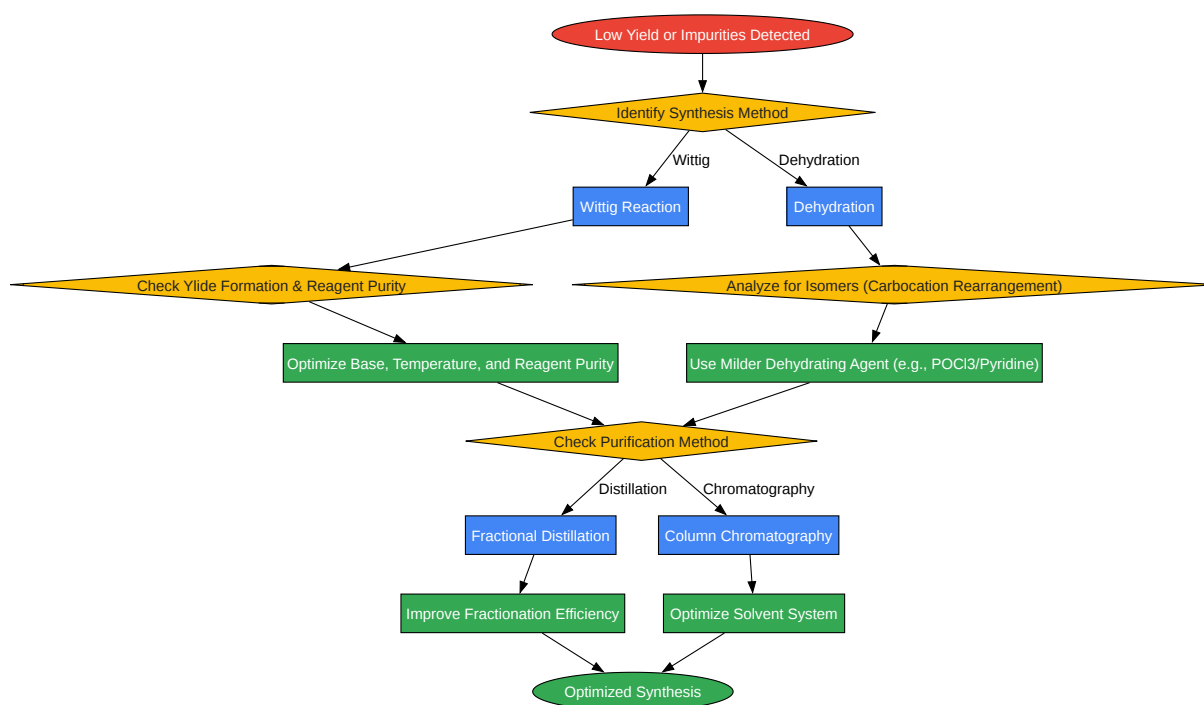 Low Yield or Impurities Detected
Identify Synthesis Method
Wittig
Dehydration
Wittig Reaction
Dehydration
Check Ylide Formation & Reagent Purity
Analyze for Isomers (Carbocation Rearrangement)
Optimize Base, Temperature, and Reagent Purity
Use Milder Dehydrating Agent (e.g., POCl3/Pyridine)
Check Purification Method
Distillation
Chromatography
Fractional Distillation
Column Chromatography
Improve Fractionation Efficiency
Optimize Solvent System
Optimized Synthesis